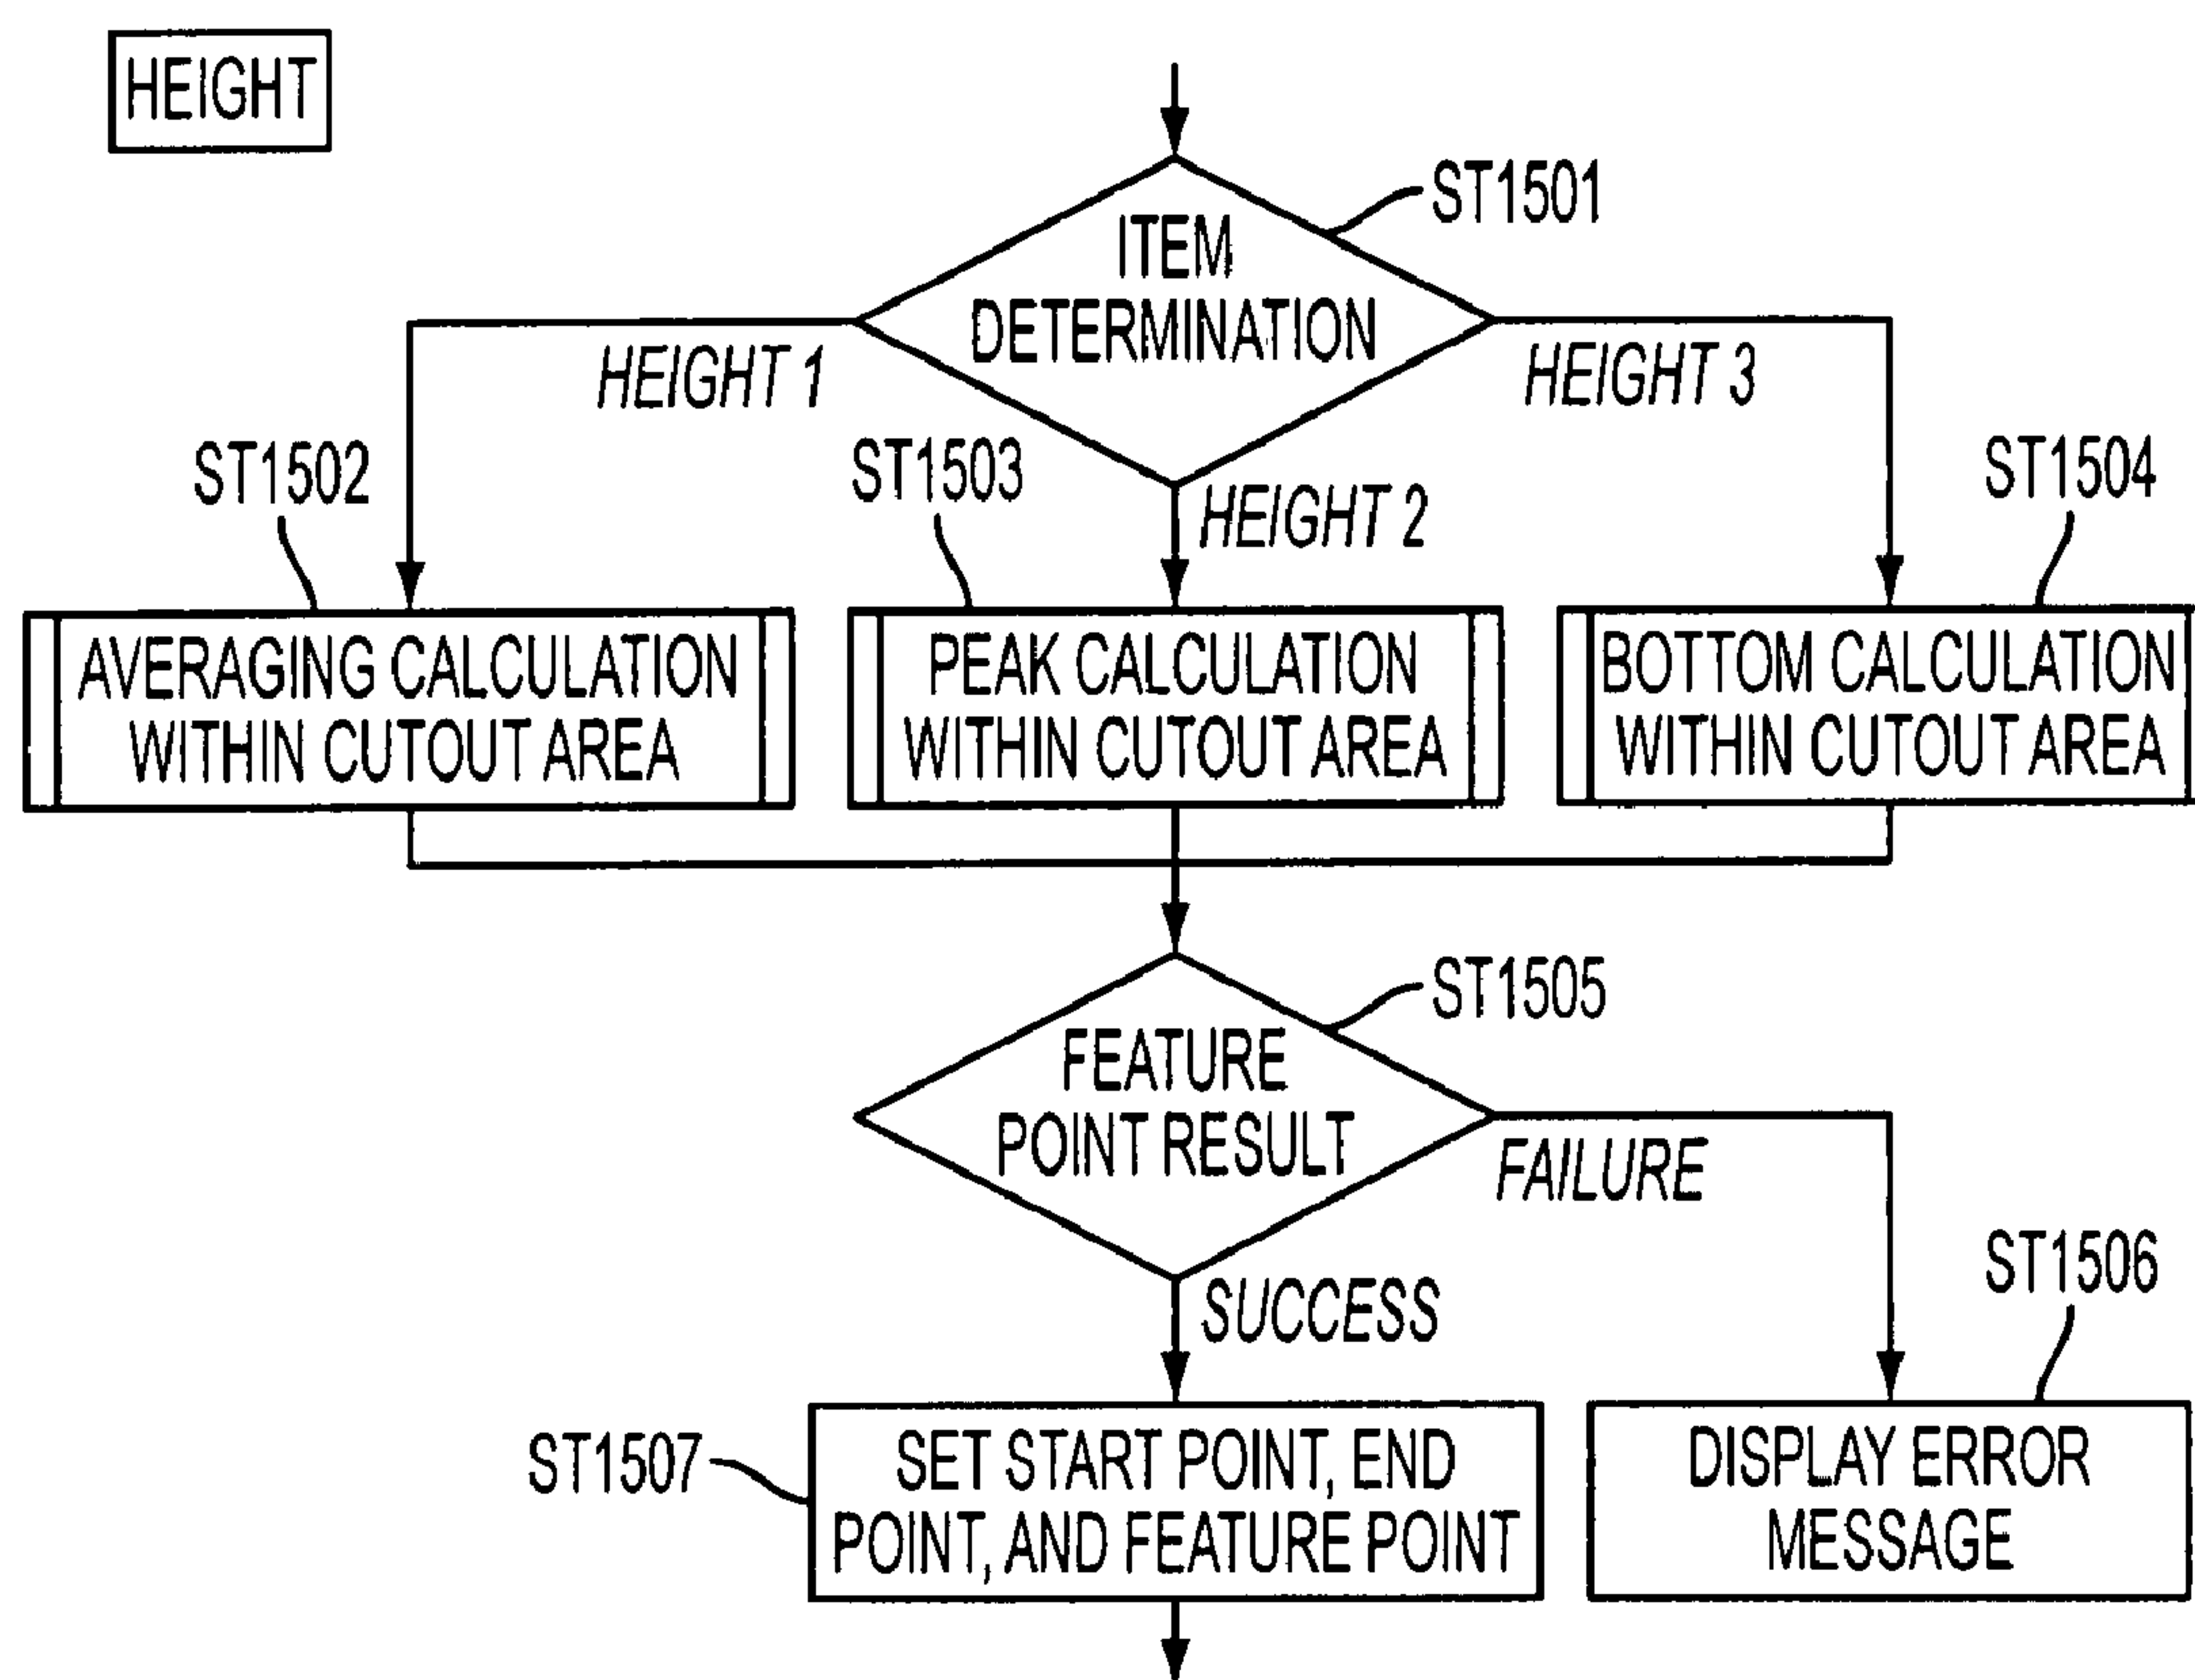 HEIGHT
ST1501
ITEM
DETERMINATION
HEIGHT 1
HEIGHT 3
ST1502
ST1503
HEIGHT 2
ST1504
AVERAGING CALCULATION
WITHIN CUTOUT AREA
PEAK CALCULATION
WITHIN CUTOUT AREA
BOTTOM CALCULATION
WITHIN CUTOUT AREA
ST1505
FEATURE
POINT RESULT
FAILURE
SUCCESS
ST1506
ST1507
SET START POINT, END
POINT, AND FEATURE POINT
DISPLAY ERROR
MESSAGE